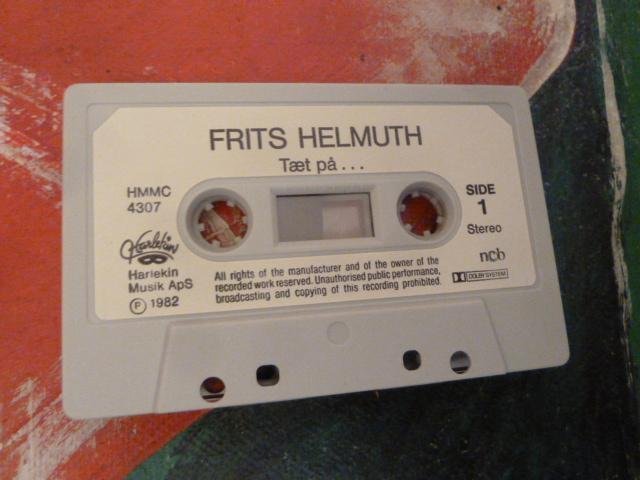 FRITS HELMUTH
Tæt på...
HMMC
4307
SIDE
1
Stereo
Harlekin
Harlekin
Musik ApS
Ⓟ 1982
All rights of the manufacturer and of the owner of the
recorded work reserved. Unauthorised public performance,
broadcasting and copying of this recording prohibited.
ncb
DOLBY SYSTEM